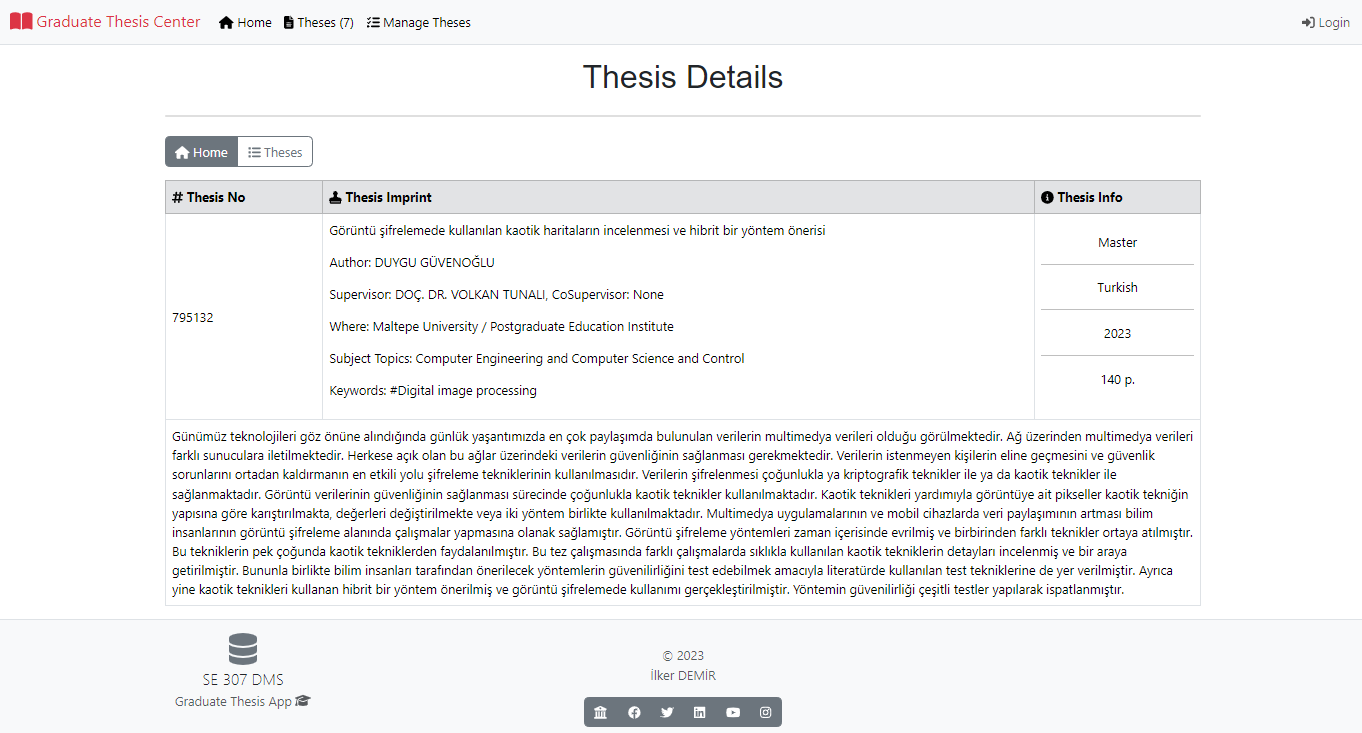 Graduate Thesis Center Home Theses (7) Manage Theses Login
Thesis Details
Home Theses
# Thesis No Thesis Imprint Thesis Info
Görüntü şifrelemede kullanılan kaotik haritaların incelenmesi ve hibrit bir yöntem önerisi
Author: DUYGU GÜVENOĞLU
Supervisor: DOÇ. DR. VOLKAN TUNALI, CoSupervisor: None
Where: Maltepe University / Postgraduate Education Institute
Subject Topics: Computer Engineering and Computer Science and Control
Keywords: #Digital image processing
795132
Master
Turkish
2023
140 p.
Günümüz teknolojileri göz önüne alındığında günlük yaşantımızda en çok paylaşımda bulunulan verilerin multimedya verileri olduğu görülmektedir. Ağ üzerinden multimedya verileri
farklı sunuculara iletilmektedir. Herkese açık olan bu ağlar üzerindeki verilerin güvenliğinin sağlanması gerekmektedir. Verilerin istenmeyen kişilerin eline geçmesini ve güvenlik
sorunlarını ortadan kaldırmanın en etkili yolu şifreleme tekniklerinin kullanılmasıdır. Verilerin şifrelenmesi çoğunlukla ya kriptografik teknikler ile ya da kaotik teknikler ile
sağlanmaktadır. Görüntü verilerinin güvenliğinin sağlanması sürecinde çoğunlukla kaotik teknikler kullanılmaktadır. Kaotik teknikleri yardımıyla görüntüye ait pikseller kaotik tekniğin
yapısına göre karıştırılmakta, değerleri değiştirilmekte veya iki yöntem birlikte kullanılmaktadır. Multimedya uygulamalarının ve mobil cihazlarda veri paylaşımının artması bilim
insanlarının görüntü şifreleme alanında çalışmalar yapmasına olanak sağlamıştır. Görüntü şifreleme yöntemleri zaman içerisinde evrilmiş ve birbirinden farklı teknikler ortaya atılmıştır.
Bu tekniklerin pek çoğunda kaotik tekniklerden faydalanılmıştır. Bu tez çalışmasında farklı çalışmalarda sıklıkla kullanılan kaotik tekniklerin detayları incelenmiş ve bir araya
getirilmiştir. Bununla birlikte bilim insanları tarafından önerilecek yöntemlerin güvenilirliğini test edebilmek amacıyla literatürde kullanılan test tekniklerine de yer verilmiştir. Ayrıca
yine kaotik teknikleri kullanan hibrit bir yöntem önerilmiş ve görüntü şifrelemede kullanımı gerçekleştirilmiştir. Yöntemin güvenilirliği çeşitli testler yapılarak ispatlanmıştır.
SE 307 DMS
Graduate Thesis App
© 2023
İlker DEMİR